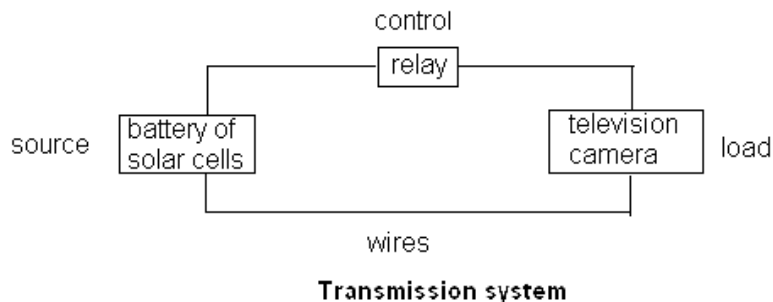 control
relay
source
battery of
solar cells
television
camera
load
wires
Transmission system